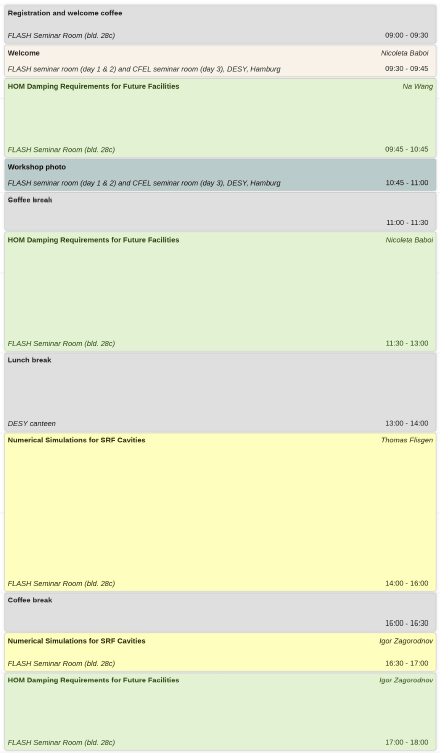 Registration and welcome coffee
FLASH Seminar Room (bld. 28c) 09:00 - 09:30
Welcome Nicoleta Baboi
FLASH seminar room (day 1 & 2) and CFEL seminar room (day 3), DESY, Hamburg 09:30 - 09:45
HOM Damping Requirements for Future Facilities Na Wang
FLASH Seminar Room (bld. 28c) 09:45 - 10:45
Workshop photo
FLASH seminar room (day 1 & 2) and CFEL seminar room (day 3), DESY, Hamburg 10:45 - 11:00
Coffee break
11:00 - 11:30
HOM Damping Requirements for Future Facilities Nicoleta Baboi
FLASH Seminar Room (bld. 28c) 11:30 - 13:00
Lunch break
DESY canteen 13:00 - 14:00
Numerical Simulations for SRF Cavities Thomas Flisgen
FLASH Seminar Room (bld. 28c) 14:00 - 16:00
Coffee break
16:00 - 16:30
Numerical Simulations for SRF Cavities Igor Zagorodnov
FLASH Seminar Room (bld. 28c) 16:30 - 17:00
HOM Damping Requirements for Future Facilities Igor Zagorodnov
FLASH Seminar Room (bld. 28c) 17:00 - 18:00